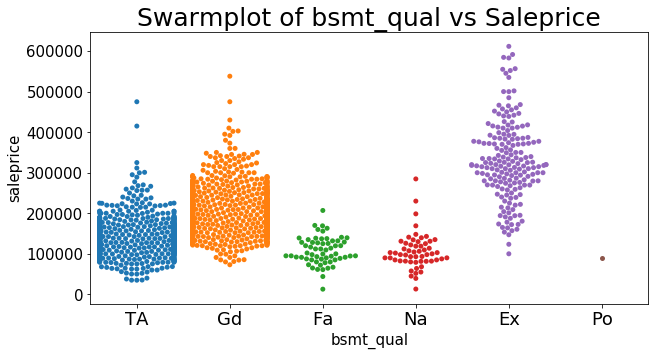 Swarmplot of bsmt_qual vs Saleprice
saleprice
600000
500000
400000
300000
200000
100000
0
TA Gd Fa Na Ex Po
bsmt_qual